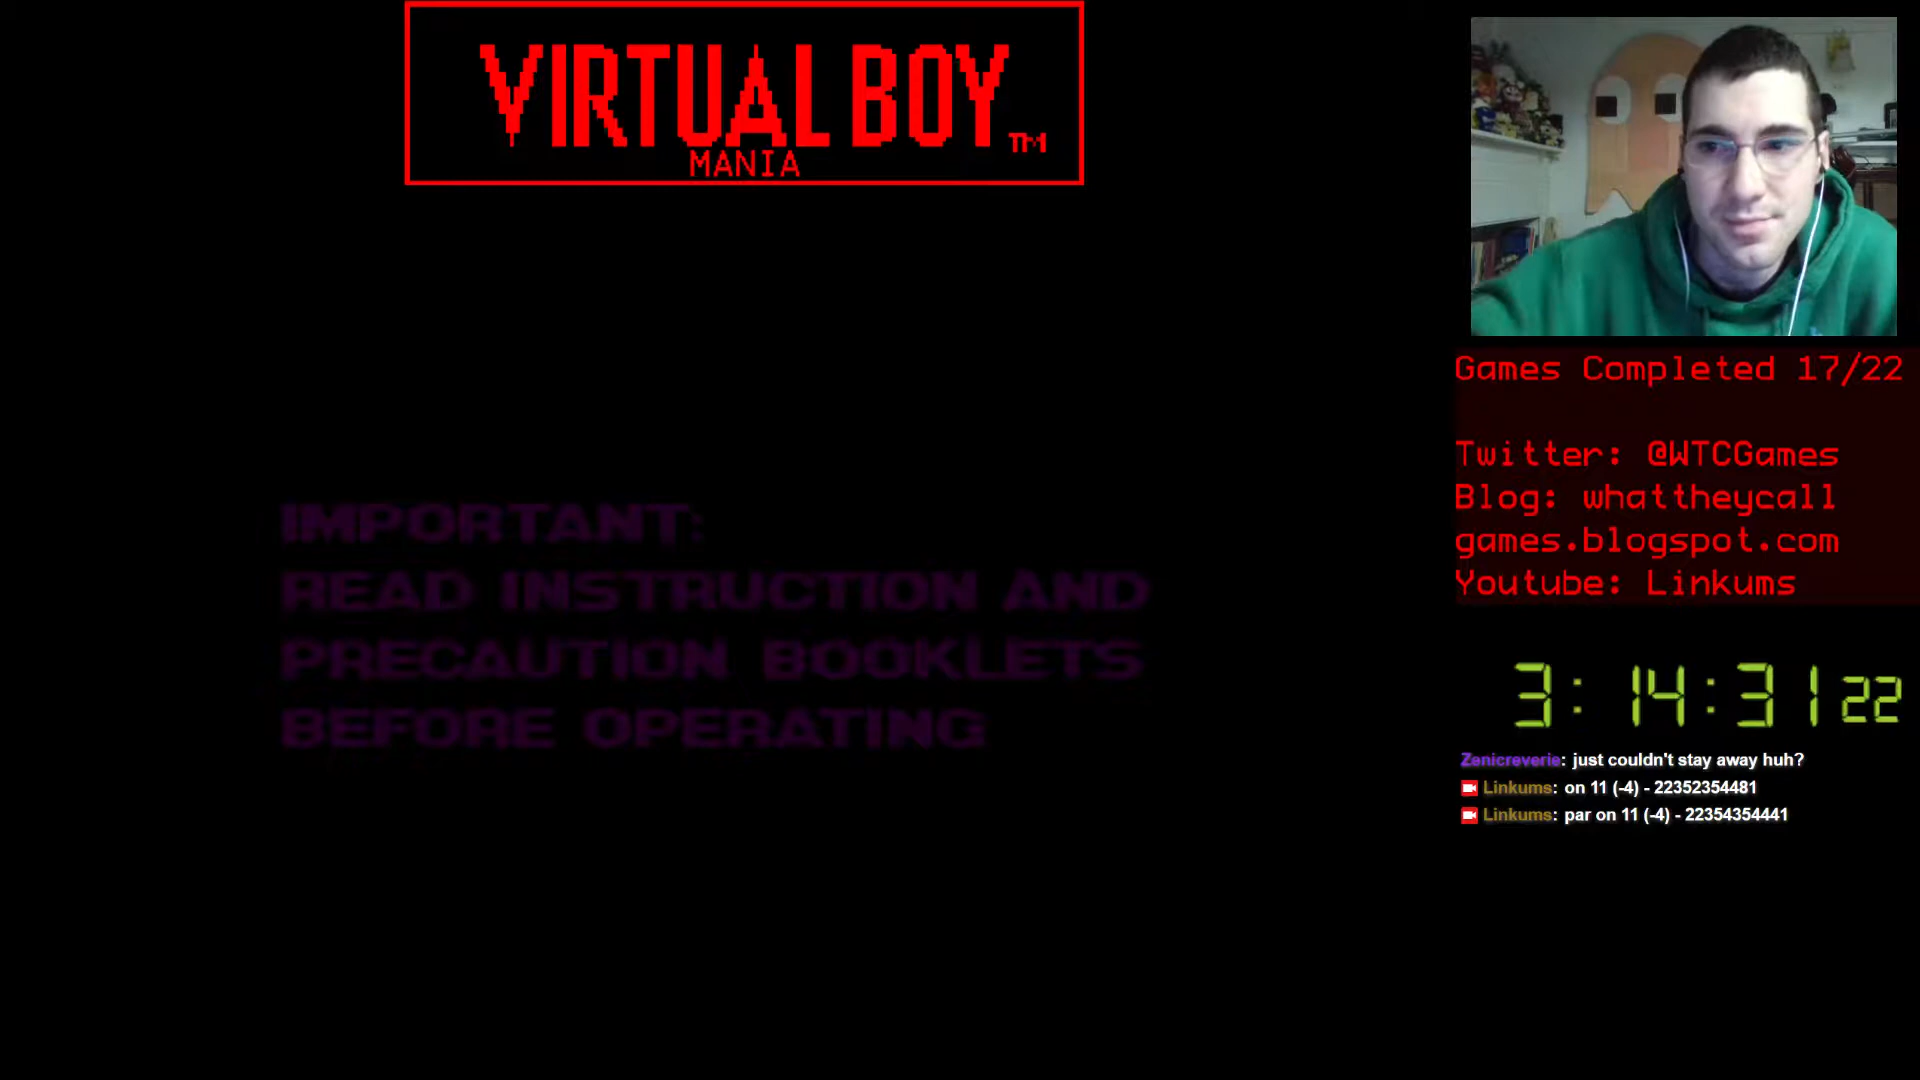 VIRTUAL BOY TM
MANIA
IMPORTANT:
READ INSTRUCTION AND
PRECAUTION BOOKLETS
BEFORE OPERATING
Games Completed 17/22
Twitter: @WTCGames
Blog: whattheycall
games.blogspot.com
Youtube: Linkums
3:14:31 22
Zenicreverie: just couldn't stay away huh?
Linkums: on 11 (-4) - 22352354481
Linkums: par on 11 (-4) - 22354354441